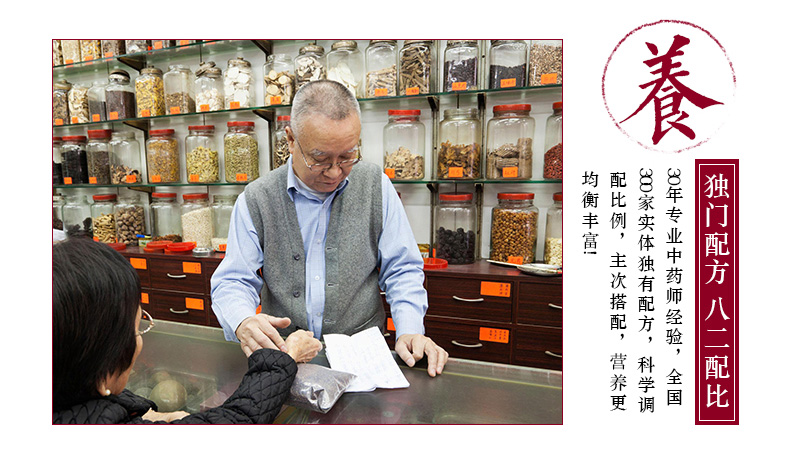 養
独门配方 八二配比
30年专业中药师经验，全国
300家实体独有配方，科学调
配比例，主次搭配，营养更
均衡丰富!